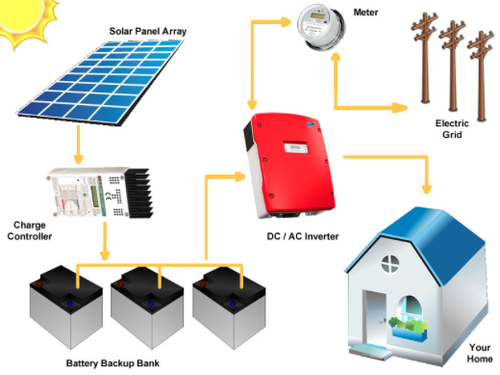 Solar Panel Array
Meter
Electric
Grid
Charge
Controller
DC / AC Inverter
Battery Backup Bank
Your
Home